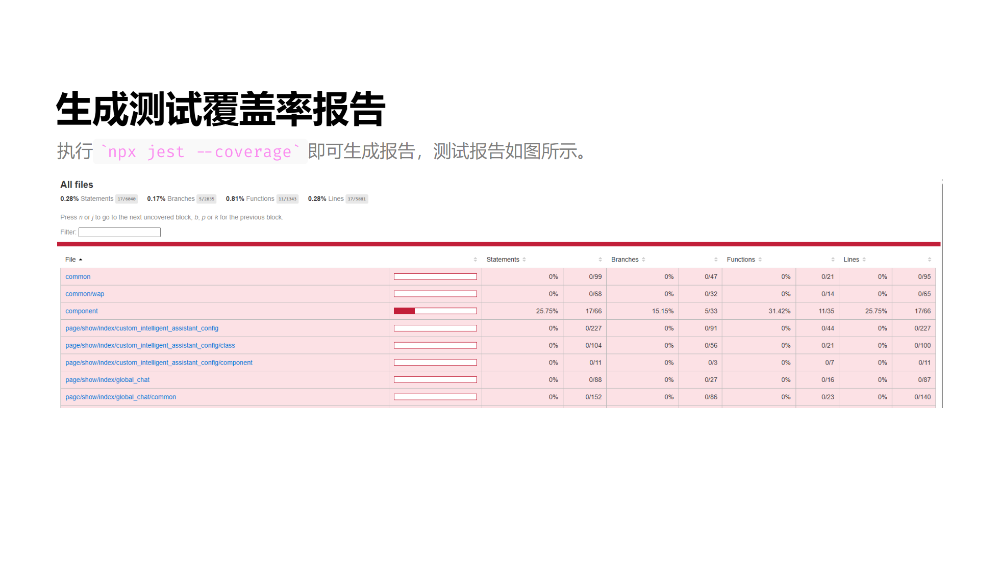 生成测试覆盖率报告
执行`npx jest --coverage`即可生成报告，测试报告如图所示。
All files
0.28% Statements 17/6040 0.17% Branches 5/2835 0.81% Functions 11/1343 0.28% Lines 17/5881
Press n or j to go to the next uncovered block, b, p or k for the previous block.
Filter:
File Statements Branches Functions Lines
common 0% 0/99 0% 0/47 0% 0/21 0% 0/95
common/wap 0% 0/68 0% 0/32 0% 0/14 0% 0/65
component 25.75% 17/66 15.15% 5/33 31.42% 11/35 25.75% 17/66
page/show/index/custom_intelligent_assistant_config 0% 0/227 0% 0/91 0% 0/44 0% 0/227
page/show/index/custom_intelligent_assistant_config/class 0% 0/104 0% 0/56 0% 0/21 0% 0/100
page/show/index/custom_intelligent_assistant_config/component 0% 0/11 0% 0/3 0% 0/7 0% 0/11
page/show/index/global_chat 0% 0/88 0% 0/27 0% 0/16 0% 0/87
page/show/index/global_chat/common 0% 0/152 0% 0/86 0% 0/23 0% 0/140